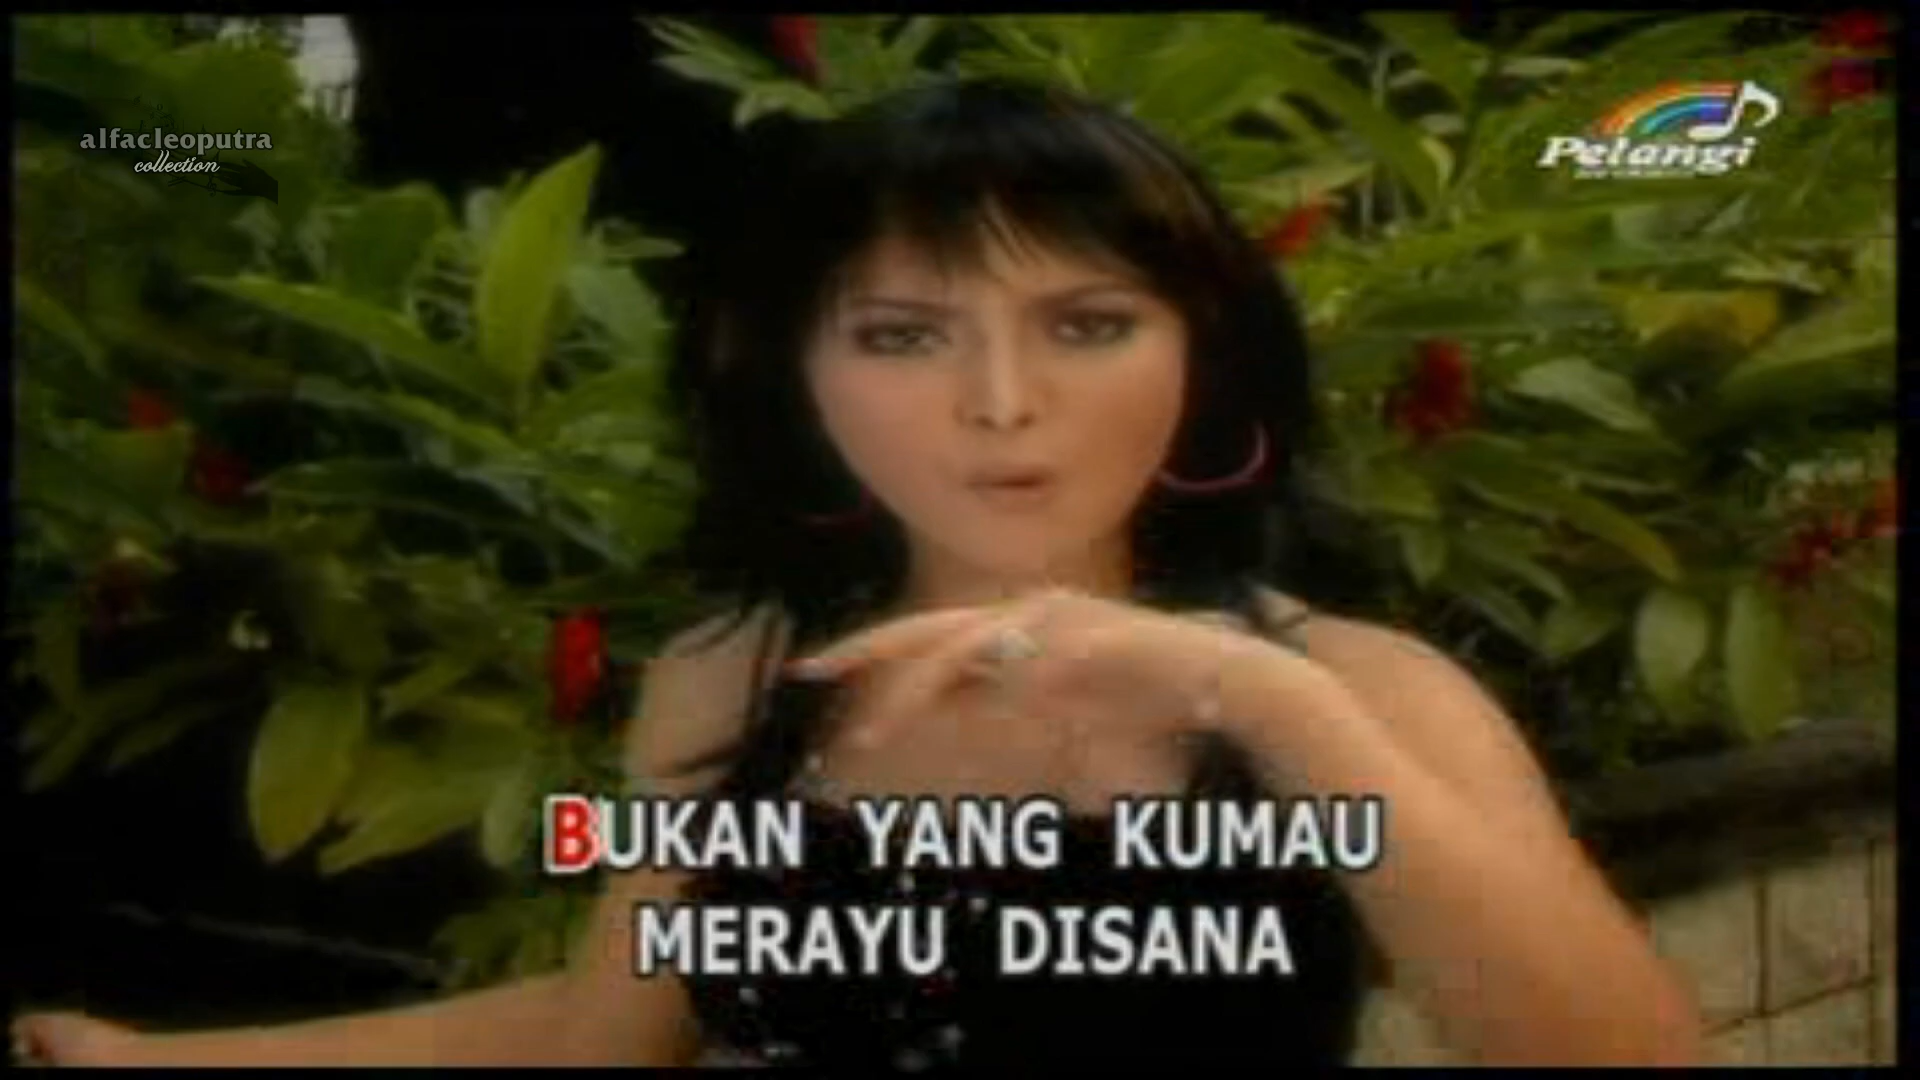 alfacleoputra
collection
Pelangi
BUKAN YANG KUMAU
MERAYU DISANA